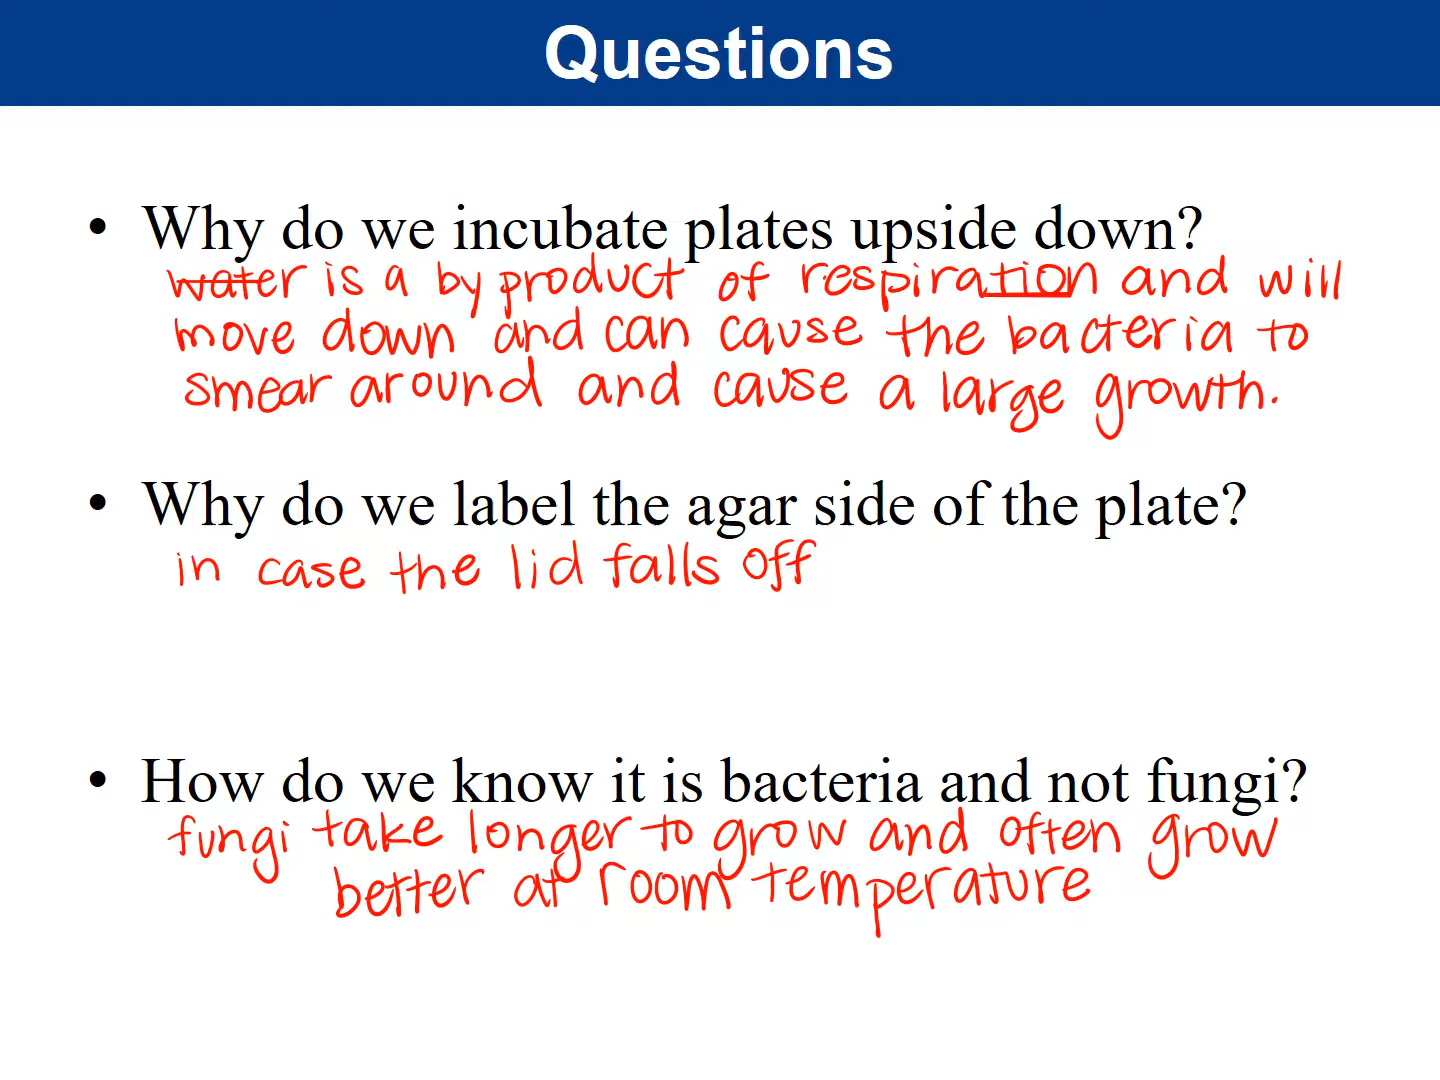 Questions
• Why do we incubate plates upside down?
water is a by product of respiration and will
move down and can cause the bacteria to
smear around and cause a large growth.
• Why do we label the agar side of the plate?
in case the lid falls off
• How do we know it is bacteria and not fungi?
fungi take longer to grow and often grow
better at room temperature